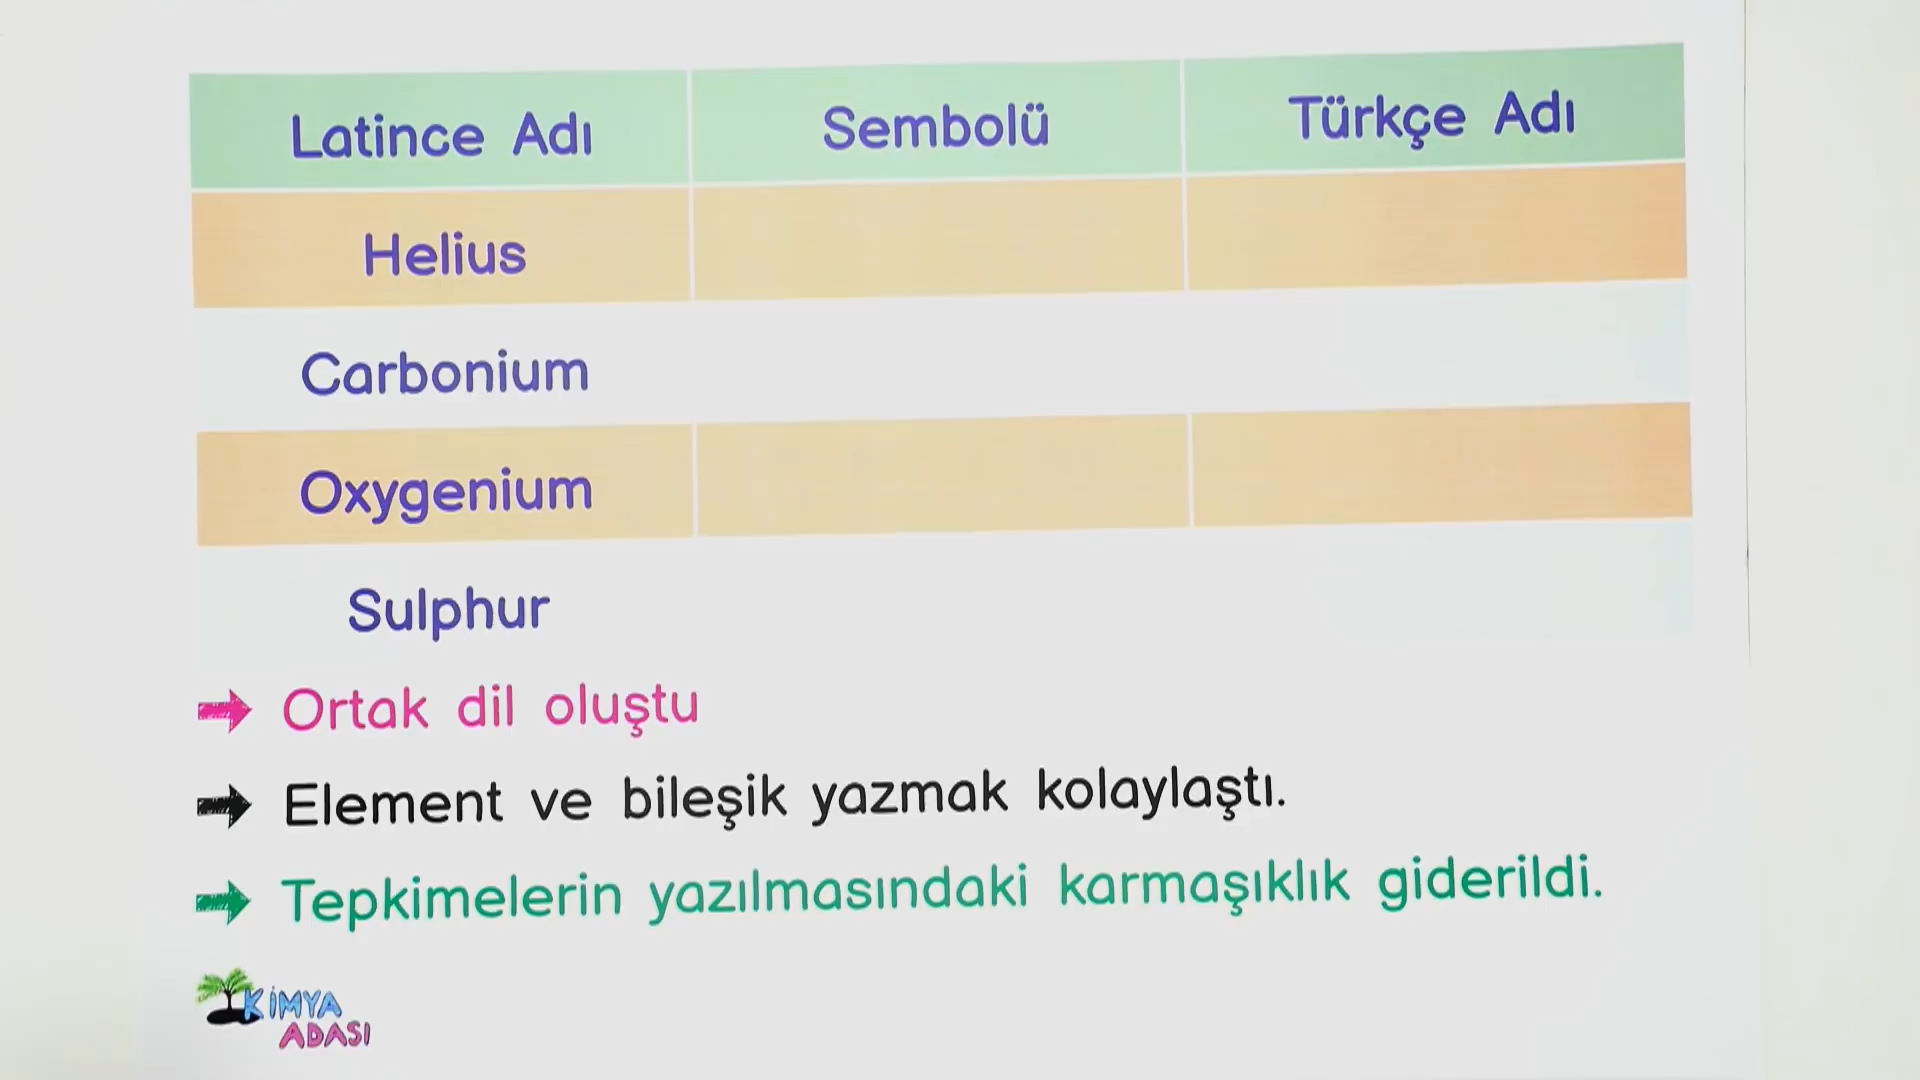 Latince Adı Sembolü Türkçe Adı
Helius
Carbonium
Oxygenium
Sulphur
Ortak dil oluştu
Element ve bileşik yazmak kolaylaştı.
Tepkimelerin yazılmasındaki karmaşıklık giderildi.
KİMYA
ADASI